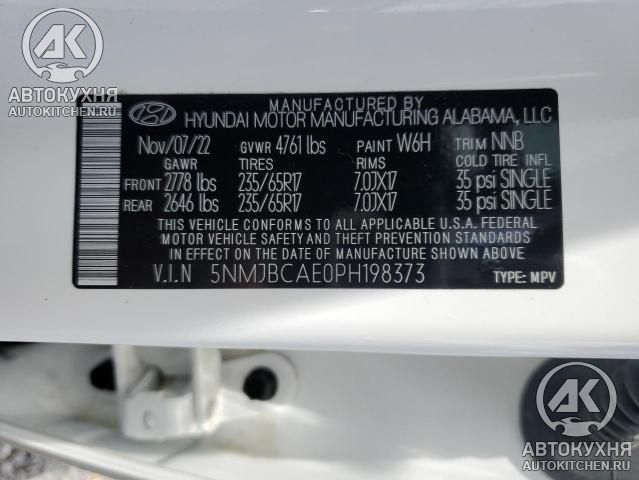 АВТОКУХНЯ
AUTOKITCHEN.RU
MANUFACTURED BY
HYUNDAI MOTOR MANUFACTURING ALABAMA, LLC
Nov/07/22 GVWR 4761 lbs PAINT W6H TRIM NNB
GAWR TIRES RIMS COLD TIRE INFL
FRONT 2778 lbs 235/65R17 7.0JX17 35 psi SINGLE
REAR 2646 lbs 235/65R17 7.0JX17 35 psi SINGLE
THIS VEHICLE CONFORMS TO ALL APPLICABLE U.S.A. FEDERAL
MOTOR VEHICLE SAFETY AND THEFT PREVENTION STANDARDS
IN EFFECT ON THE DATE OF MANUFACTURE SHOWN ABOVE.
V.I.N 5NMJBCAE0PH198373
TYPE: MPV
АК
АВТОКУХНЯ
AUTOKITCHEN.RU